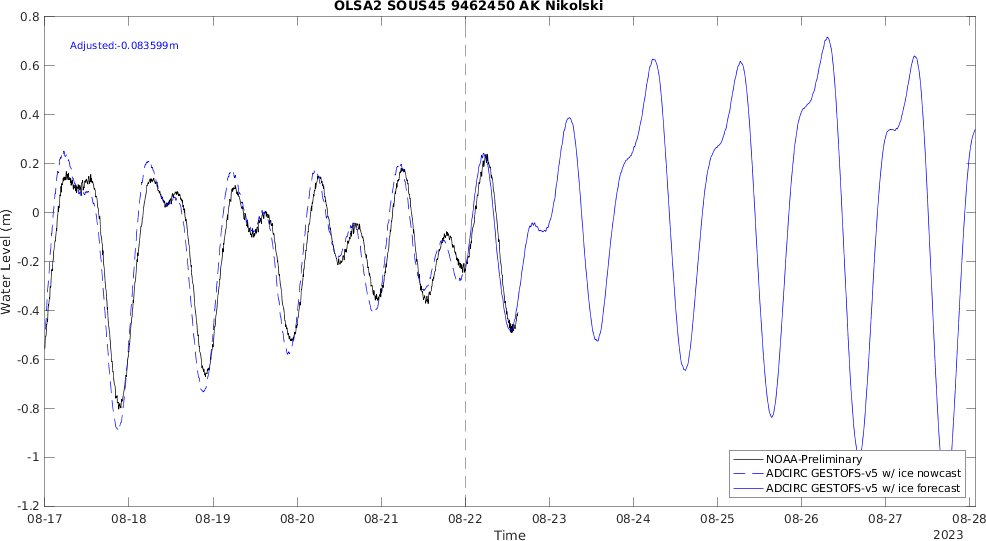 OLSA2 SOUS45 9462450 AK Nikolski
Adjusted:-0.083599m
0.8
0.6
0.4
0.2
0
-0.2
-0.4
-0.6
-0.8
-1
-1.2
Water Level (m)
NOAA-Preliminary
ADCIRC GESTOFS-v5 w/ ice nowcast
ADCIRC GESTOFS-v5 w/ ice forecast
08-17 08-18 08-19 08-20 08-21 08-22 08-23 08-24 08-25 08-26 08-27 08-28
Time
2023